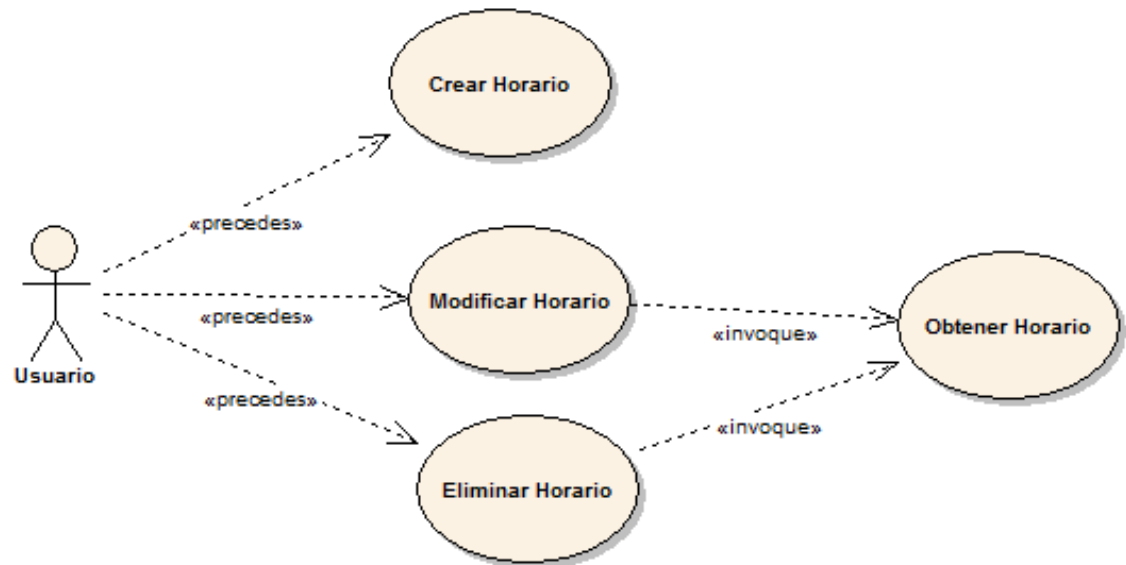 Crear Horario
«precedes»
Modificar Horario
«precedes»
«invoque»
Obtener Horario
Usuario
«precedes»
«invoque»
Eliminar Horario